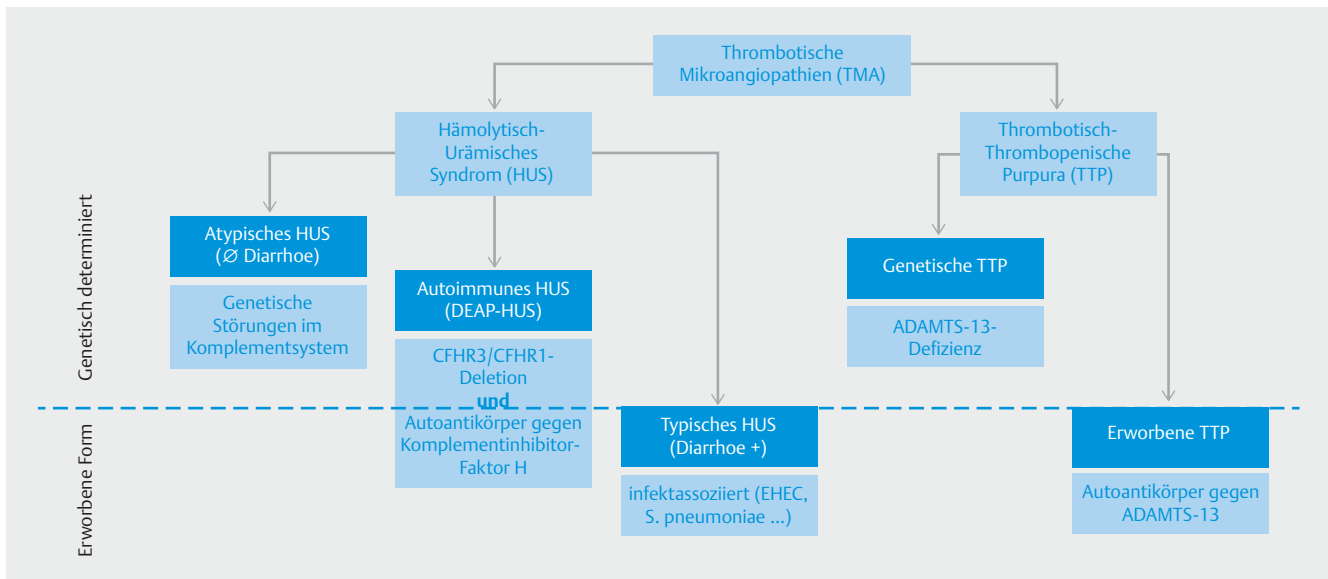 Thrombotische
Mikroangiopathien (TMA)
Hämolytisch-
Urämisches
Syndrom (HUS)
Thrombotisch-
Thrombopenische
Purpura (TTP)
Genetisch determiniert
Atypisches HUS
(∅ Diarrhoe)
Genetische
Störungen im
Komplementsystem
Autoimmunes HUS
(DEAP-HUS)
CFHR3/CFHR1-
Deletion
und
Autoantikörper gegen
Komplementinhibitor-
Faktor H
Genetische TTP
ADAMTS-13-
Defizienz
Erworbene Form
Typisches HUS
(Diarrhoe +)
infektassoziiert (EHEC,
S. pneumoniae ...)
Erworbene TTP
Autoantikörper gegen
ADAMTS-13